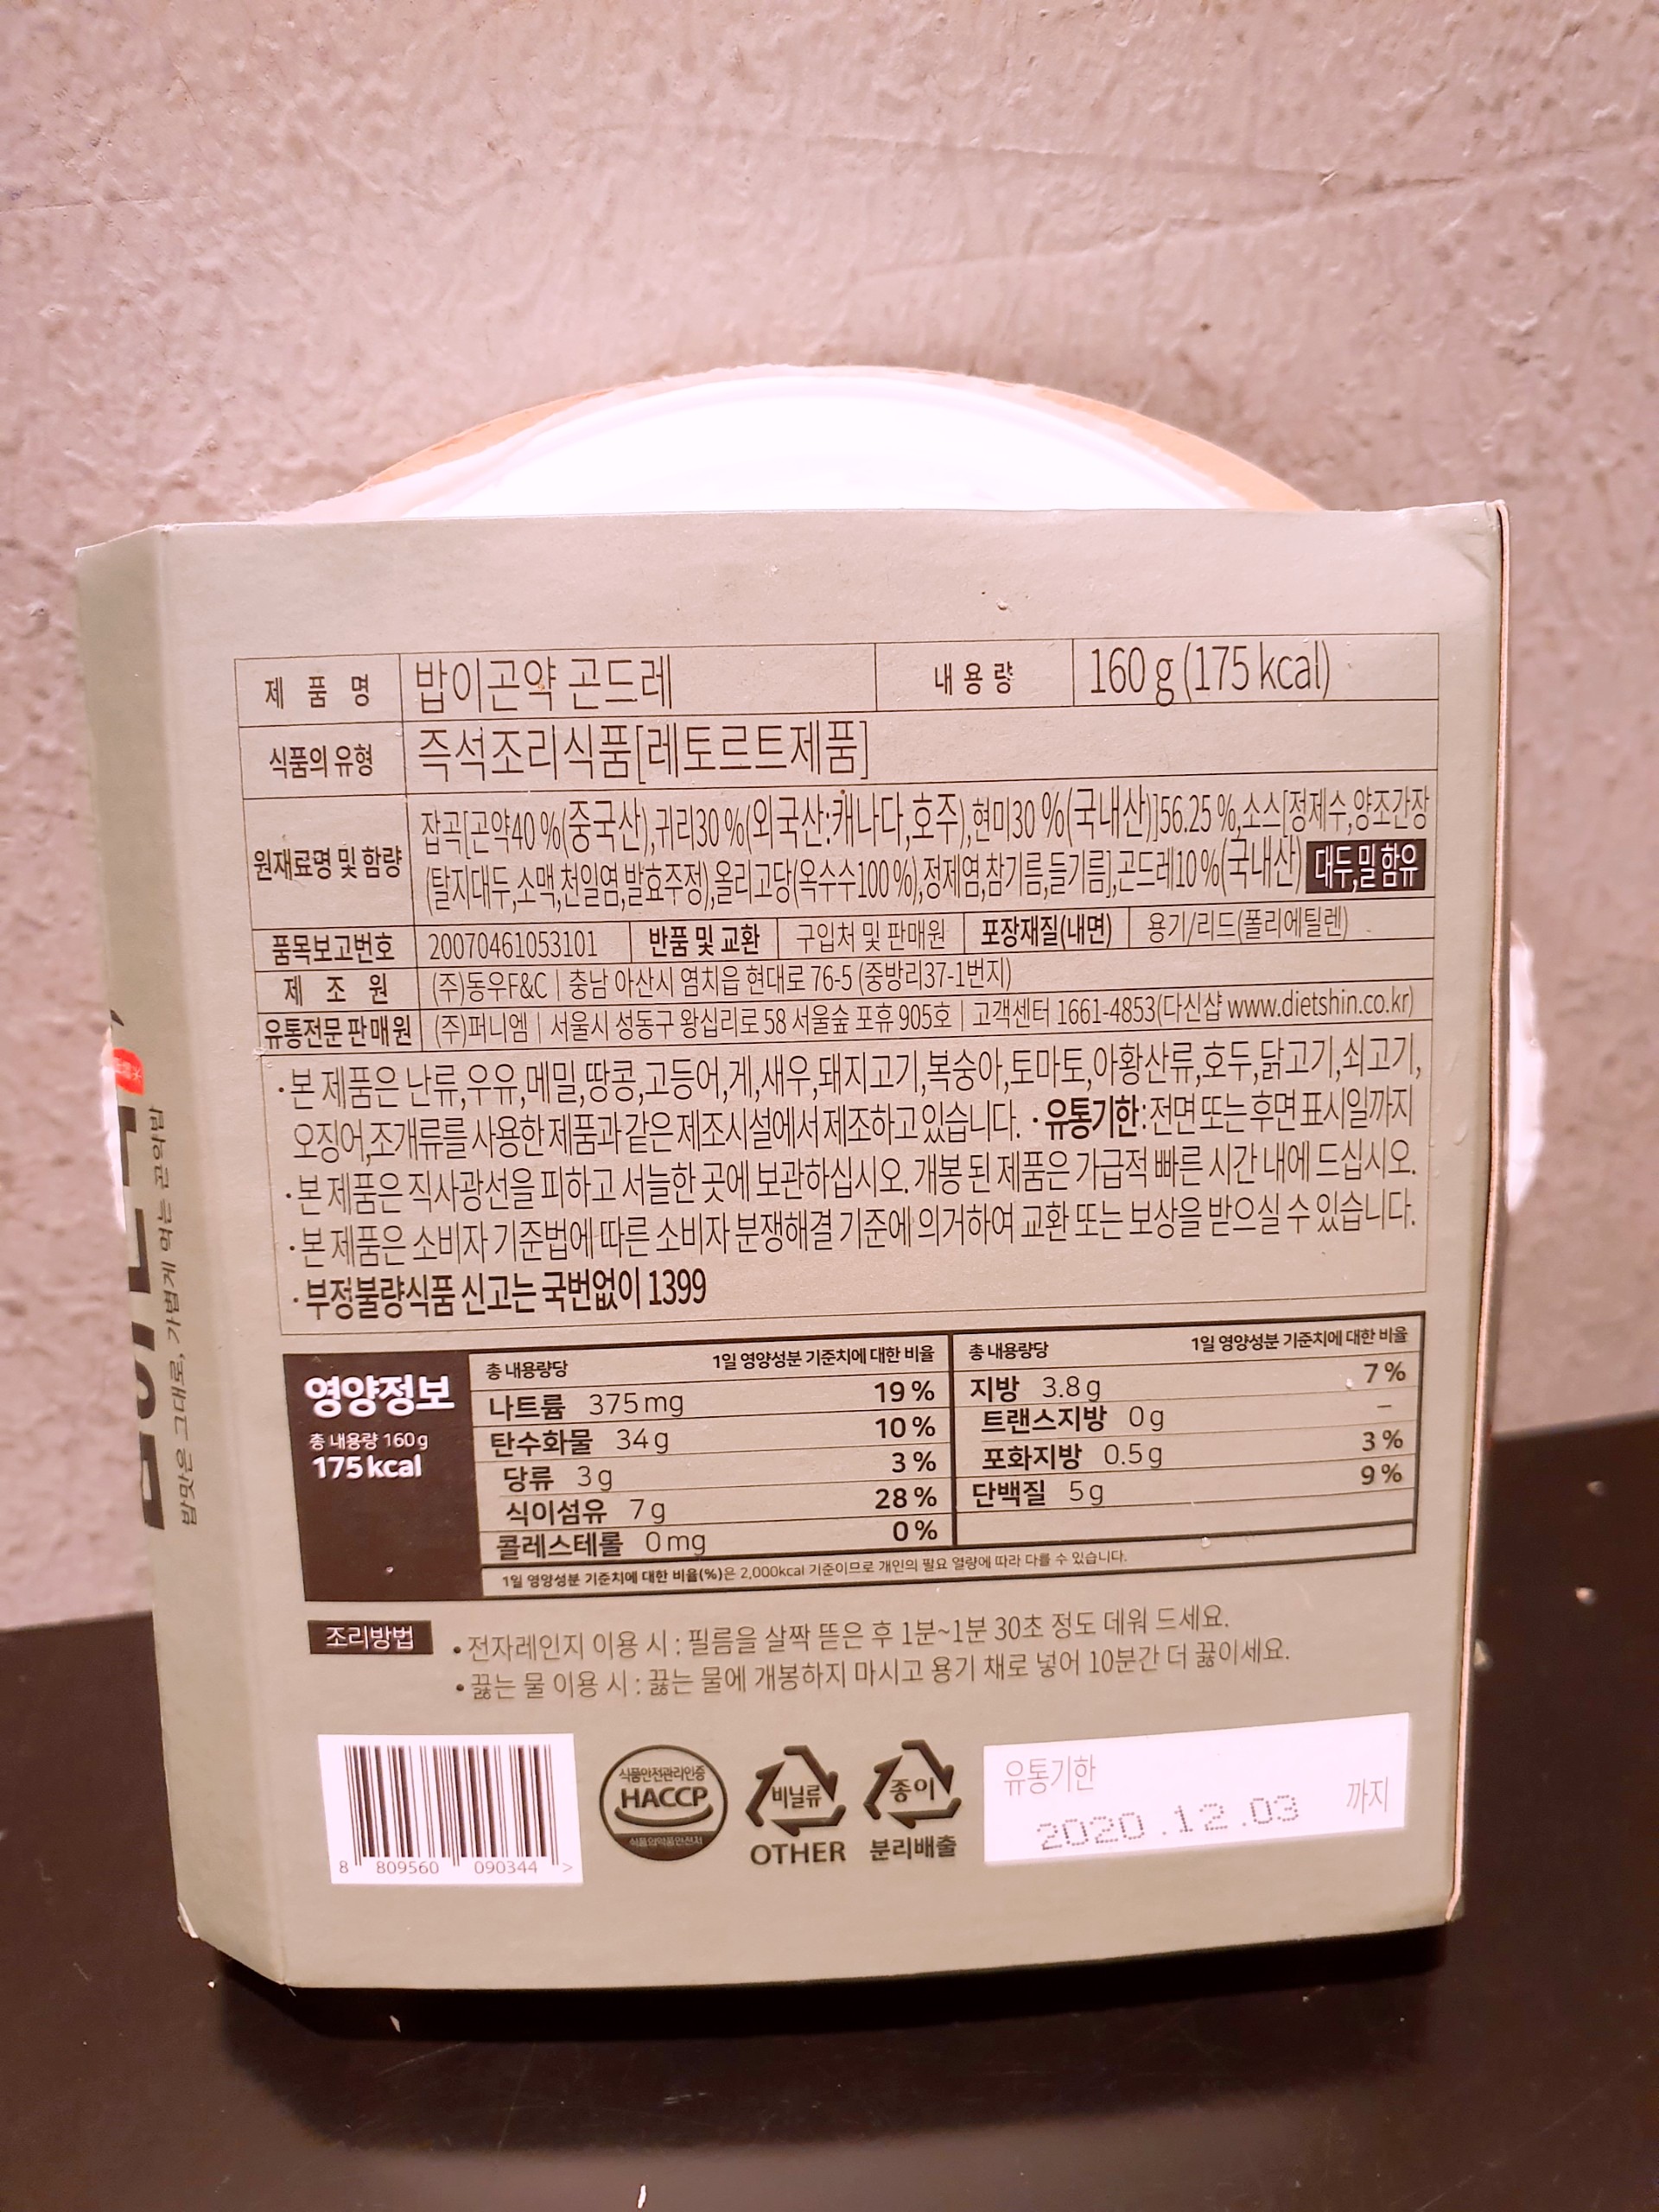 제 품 명 밥이곤약 곤드레 내 용 량 160 g (175 kcal)
식품의 유형 즉석조리식품[레토르트제품]
원재료명 및 함량 잡곡[곤약40 %(중국산),귀리30 %(외국산:캐나다,호주),현미30 %(국내산)]56.25 %,소스[정제수,양조간장
(탈지대두,소맥,천일염,발효주정),올리고당(옥수수100 %),정제염,참기름,들기름],곤드레10 %(국내산) 대두,밀 함유
품목보고번호 20070461053101 반품 및 교환 구입처 및 판매원 포장재질(내면) 용기/리드(폴리에틸렌)
제 조 원 (주)동우F&C | 충남 아산시 염치읍 현대로 76-5 (중방리37-1번지)
유통전문 판매원 (주)퍼니엠 | 서울시 성동구 왕십리로 58 서울숲 포휴 905호 | 고객센터 1661-4853(다신샵 www.dietshin.co.kr)
·본 제품은 난류,우유,메밀,땅콩,고등어,게,새우,돼지고기,복숭아,토마토,아황산류,호두,닭고기,쇠고기,
오징어,조개류를 사용한 제품과 같은 제조시설에서 제조하고 있습니다. ·유통기한:전면 또는 후면 표시일까지
·본 제품은 직사광선을 피하고 서늘한 곳에 보관하십시오. 개봉 된 제품은 가급적 빠른 시간 내에 드십시오.
·본 제품은 소비자 기준법에 따른 소비자 분쟁해결 기준에 의거하여 교환 또는 보상을 받으실 수 있습니다.
·부정불량식품 신고는 국번없이 1399
영양정보
총 내용량 160 g
175 kcal
총 내용량당 1일 영양성분 기준치에 대한 비율
나트륨 375 mg 19 %
탄수화물 34 g 10 %
당류 3 g 3 %
식이섬유 7 g 28 %
콜레스테롤 0 mg 0 %
총 내용량당 1일 영양성분 기준치에 대한 비율
지방 3.8 g 7 %
트랜스지방 0 g –
포화지방 0.5 g 3 %
단백질 5 g 9 %
1일 영양성분 기준치에 대한 비율(%)은 2,000kcal 기준이므로 개인의 필요 열량에 따라 다를 수 있습니다.
조리방법 • 전자레인지 이용 시 : 필름을 살짝 뜯은 후 1분~1분 30초 정도 데워 드세요.
• 끓는 물 이용 시 : 끓는 물에 개봉하지 마시고 용기 채로 넣어 10분간 더 끓이세요.
8 809560 090344 >
식품안전관리인증
HACCP
식품의약품안전처
비닐류
OTHER
종이
분리배출
유통기한
2020.12.03 까지
밥맛은 그대로, 가볍게 먹는 곤약밥